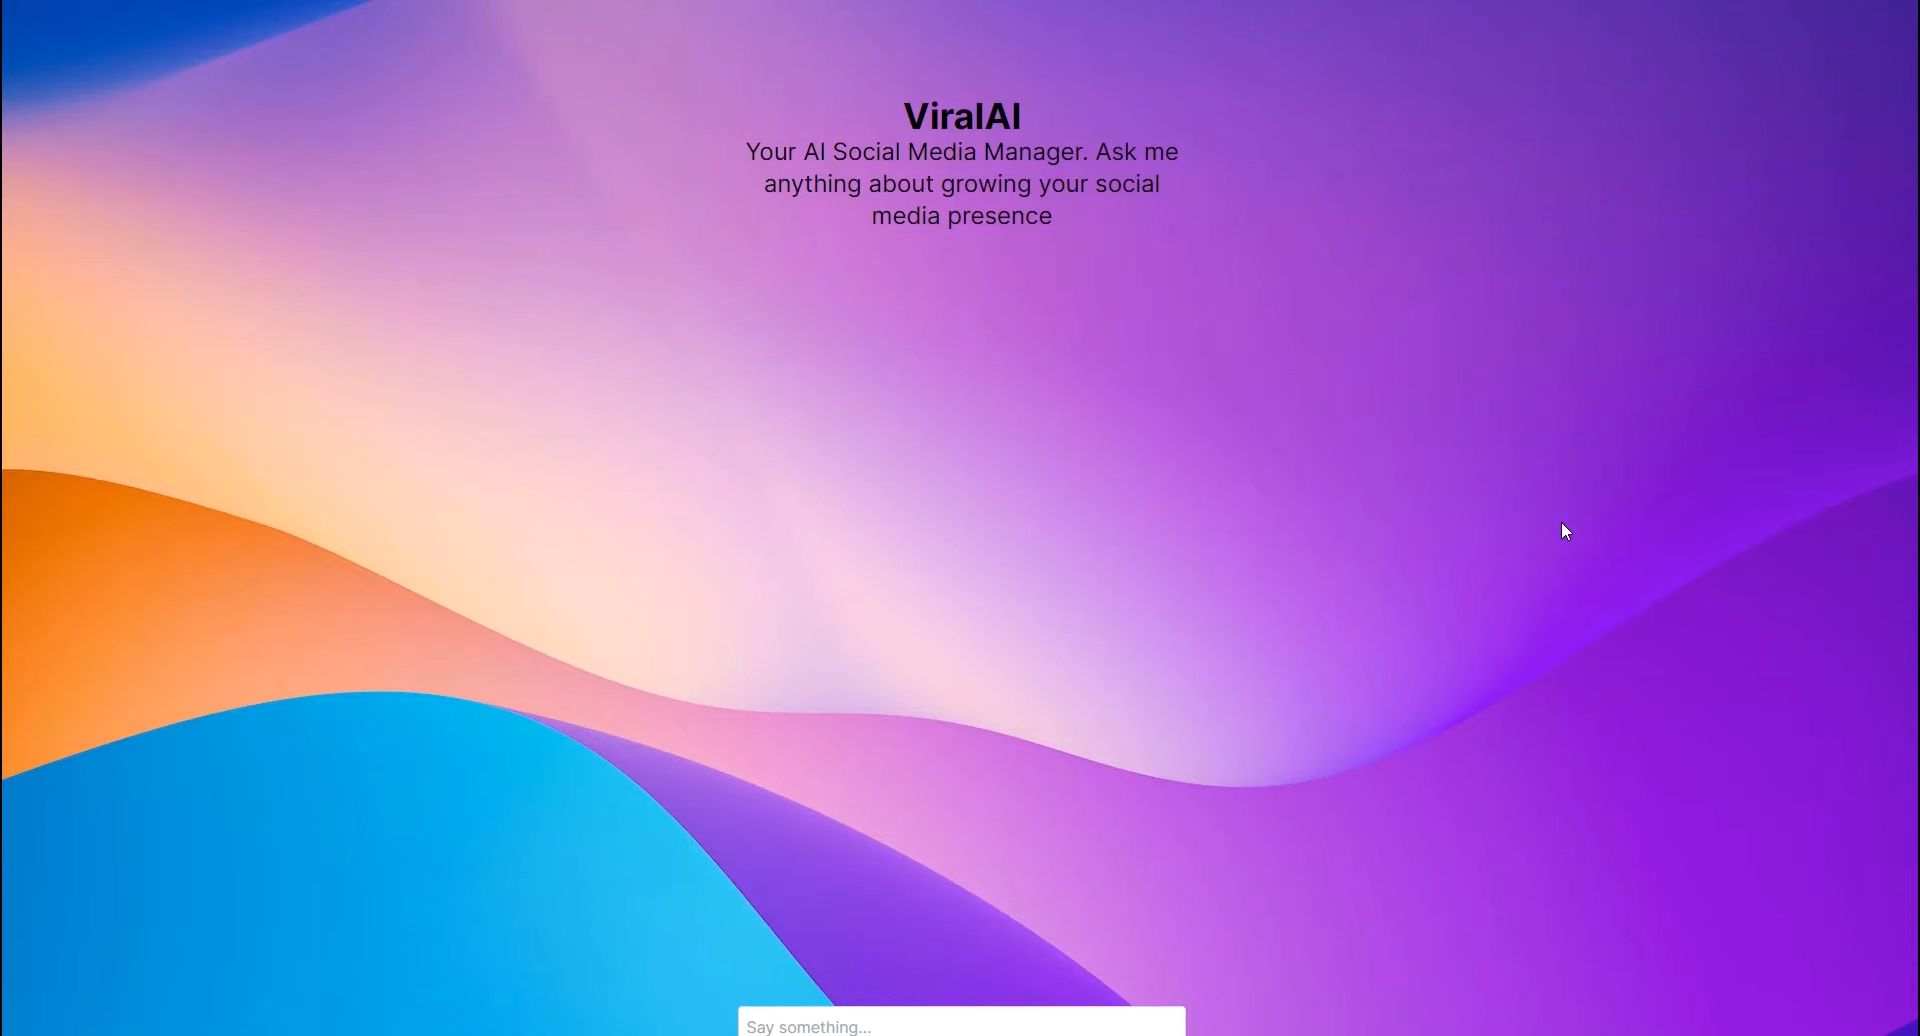 ViralAI
Your AI Social Media Manager. Ask me
anything about growing your social
media presence
Say something...